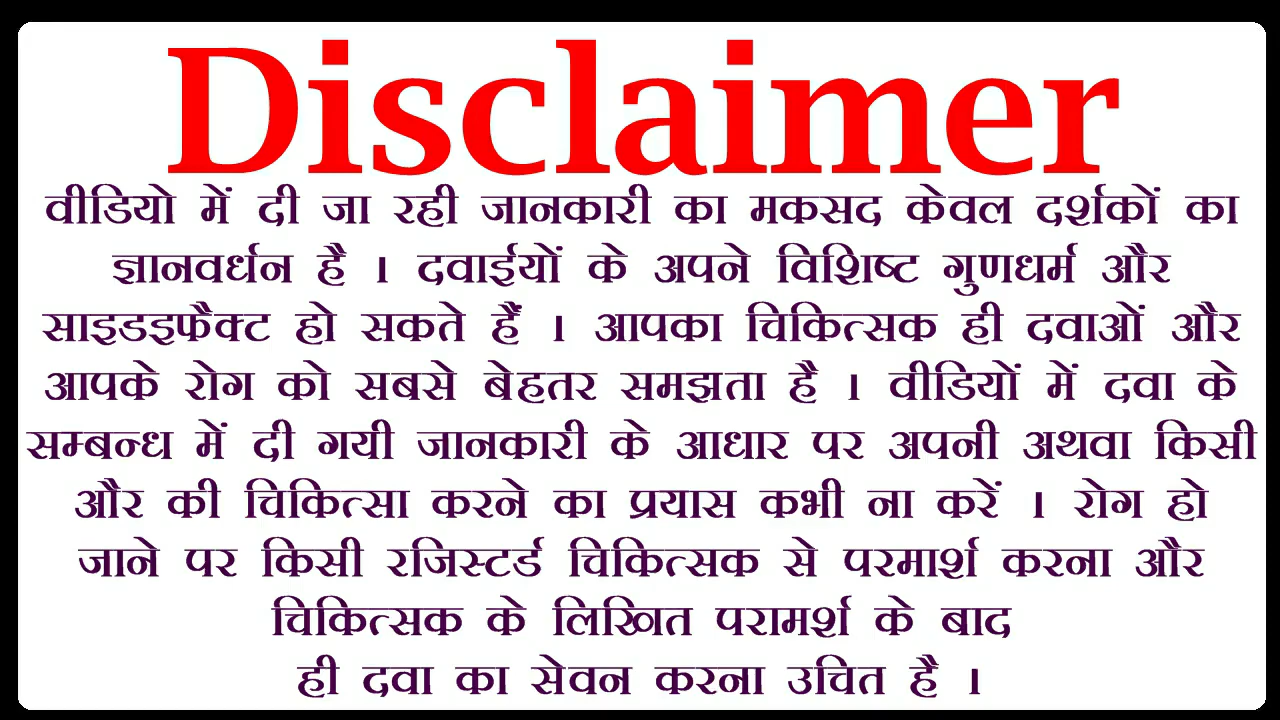 Disclaimer
वीडियो में दी जा रही जानकारी का मकसद केवल दर्शकों का
ज्ञानवर्धन है । दवाईयों के अपने विशिष्ट गुणधर्म और
साइडइफैक्ट हो सकते हैं । आपका चिकित्सक ही दवाओं और
आपके रोग को सबसे बेहतर समझता है । वीडियों में दवा के
सम्बन्ध में दी गयी जानकारी के आधार पर अपनी अथवा किसी
और की चिकित्सा करने का प्रयास कभी ना करें । रोग हो
जाने पर किसी रजिस्टर्ड चिकित्सक से परमार्श करना और
चिकित्सक के लिखित परामर्श के बाद
ही दवा का सेवन करना उचित है ।